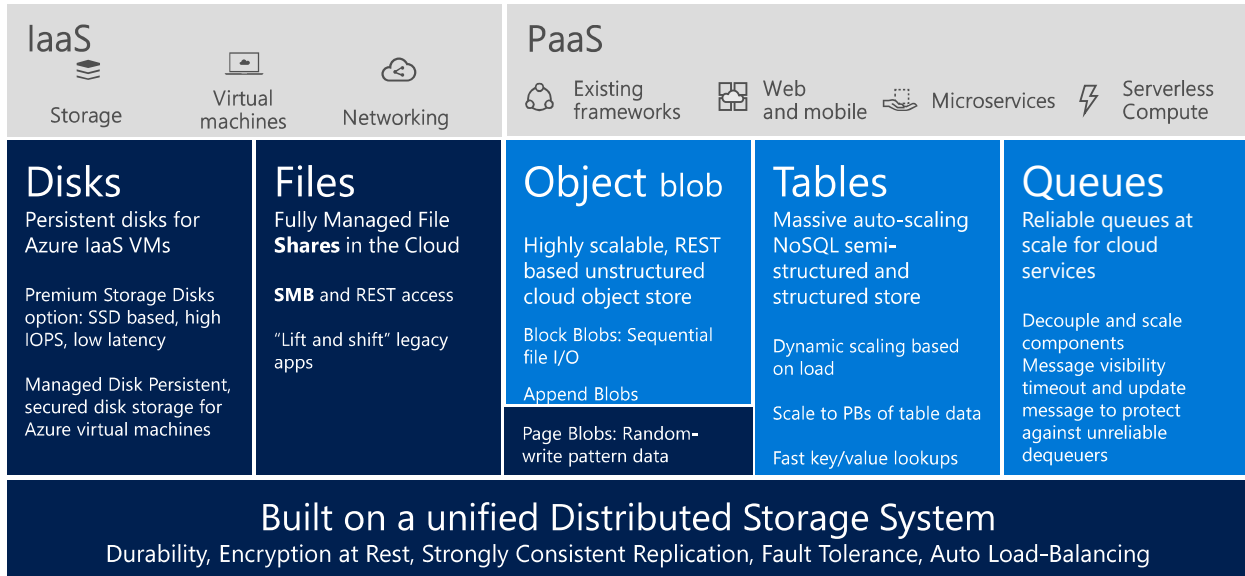 IaaS
Storage
Virtual
machines
Networking
PaaS
Existing
frameworks
Web
and mobile
Microservices
Serverless
Compute
Disks
Persistent disks for
Azure IaaS VMs
Premium Storage Disks
option: SSD based, high
IOPS, low latency
Managed Disk Persistent,
secured disk storage for
Azure virtual machines
Files
Fully Managed File
Shares in the Cloud
SMB and REST access
“Lift and shift” legacy
apps
Object blob
Highly scalable, REST
based unstructured
cloud object store
Block Blobs: Sequential
file I/O
Append Blobs
Page Blobs: Random-
write pattern data
Tables
Massive auto-scaling
NoSQL semi-
structured and
structured store
Dynamic scaling based
on load
Scale to PBs of table data
Fast key/value lookups
Queues
Reliable queues at
scale for cloud
services
Decouple and scale
components
Message visibility
timeout and update
message to protect
against unreliable
dequeuers
Built on a unified Distributed Storage System
Durability, Encryption at Rest, Strongly Consistent Replication, Fault Tolerance, Auto Load-Balancing